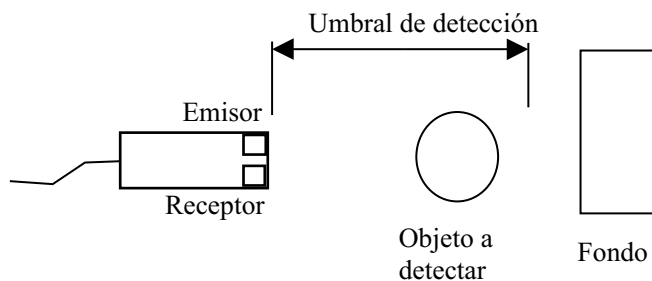 Umbral de detección
Emisor
Receptor
Objeto a
detectar
Fondo